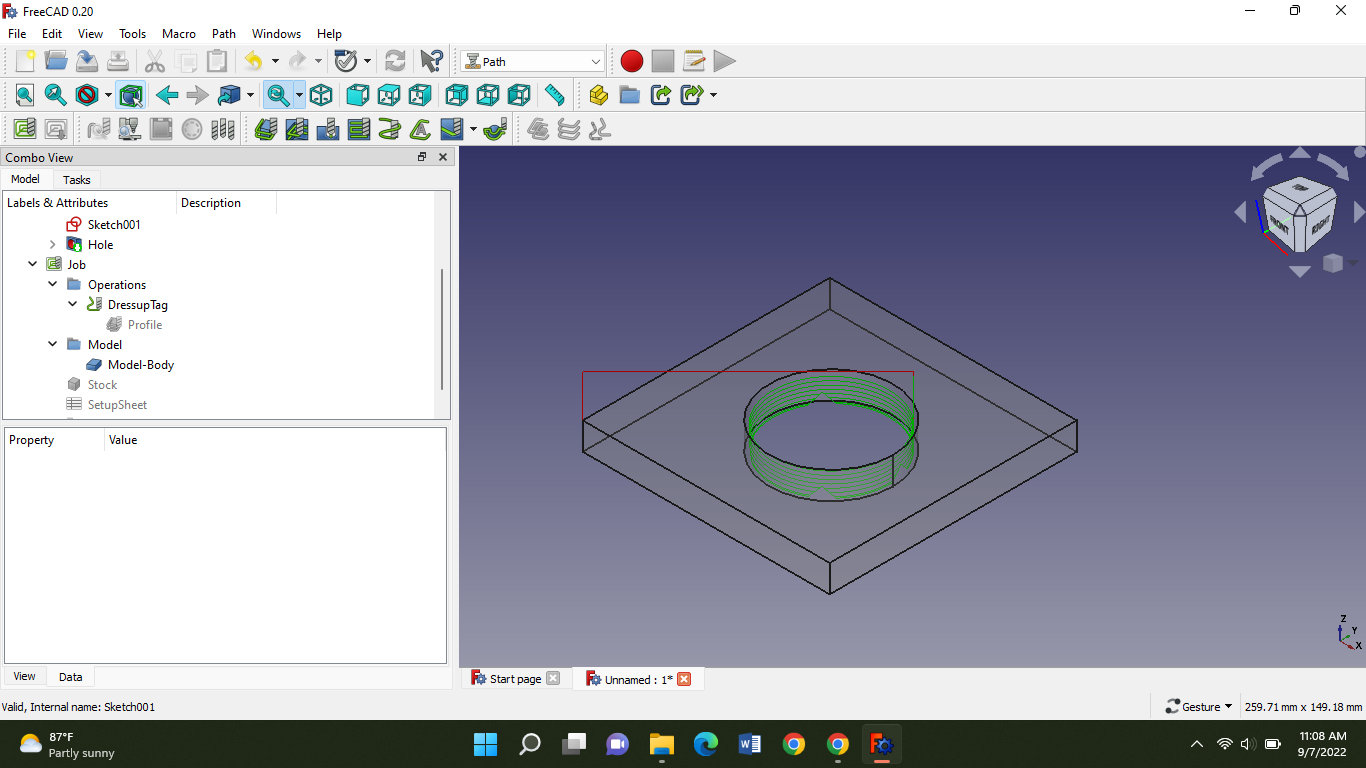 FreeCAD 0.20
File Edit View Tools Macro Path Windows Help
Path
Combo View
Model Tasks
Labels & Attributes Description
Sketch001
Hole
Job
Operations
DressupTag
Profile
Model
Model-Body
Stock
SetupSheet
Property Value
View Data
FRONT RIGHT
Z
Y
X
Start page Unnamed : 1*
Valid, Internal name: Sketch001 Gesture 259.71 mm x 149.18 mm
87°F
Partly sunny
11:08 AM
9/7/2022